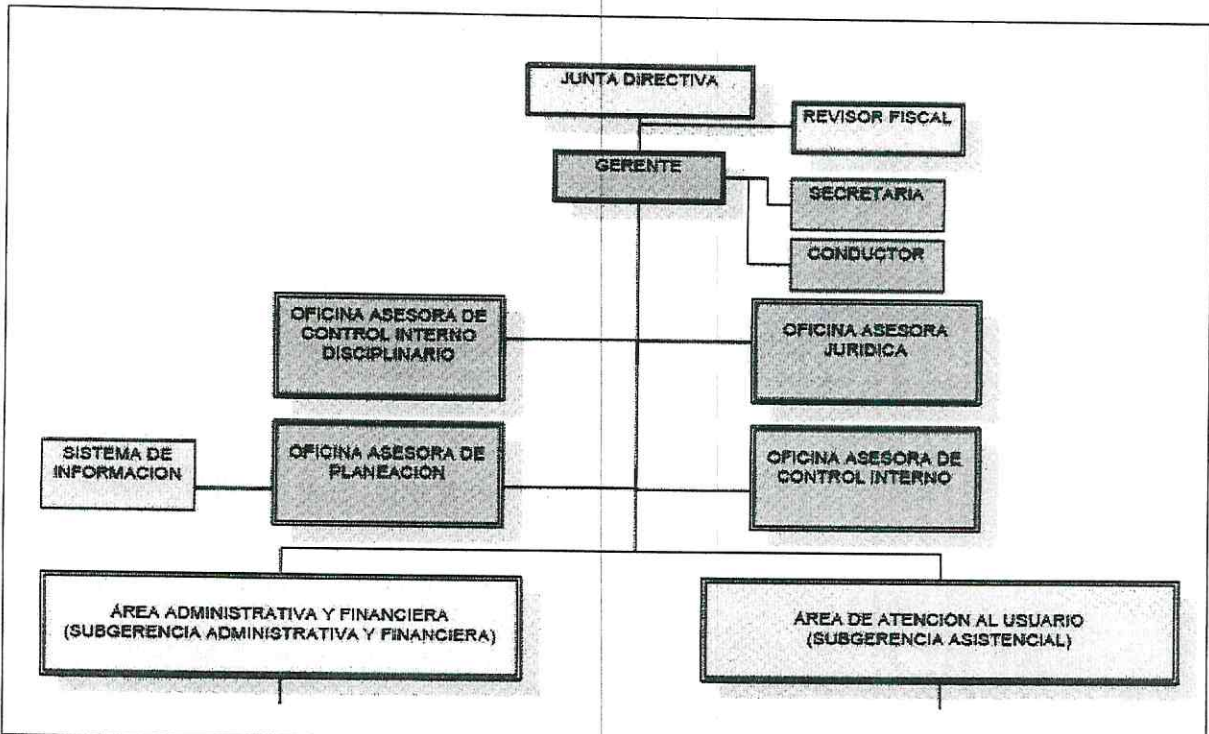 JUNTA DIRECTIVA
REVISOR FISCAL
GERENTE
SECRETARIA
CONDUCTOR
OFICINA ASESORA DE
CONTROL INTERNO
DISCIPLINARIO
OFICINA ASESORA
JURIDICA
SISTEMA DE
INFORMACION
OFICINA ASESORA DE
PLANEACION
OFICINA ASESORA DE
CONTROL INTERNO
ÁREA ADMINISTRATIVA Y FINANCIERA
(SUBGERENCIA ADMINISTRATIVA Y FINANCIERA)
ÁREA DE ATENCIÓN AL USUARIO
(SUBGERENCIA ASISTENCIAL)